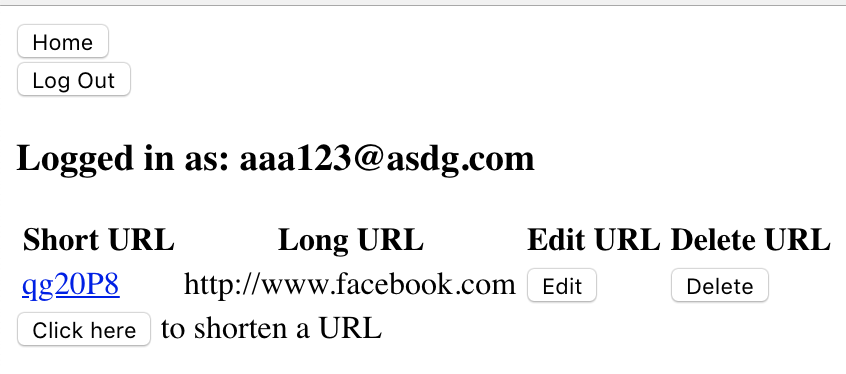 Home
Log Out
Logged in as: aaa123@asdg.com
Short URL Long URL Edit URL Delete URL
qg20P8 http://www.facebook.com Edit Delete
Click here to shorten a URL